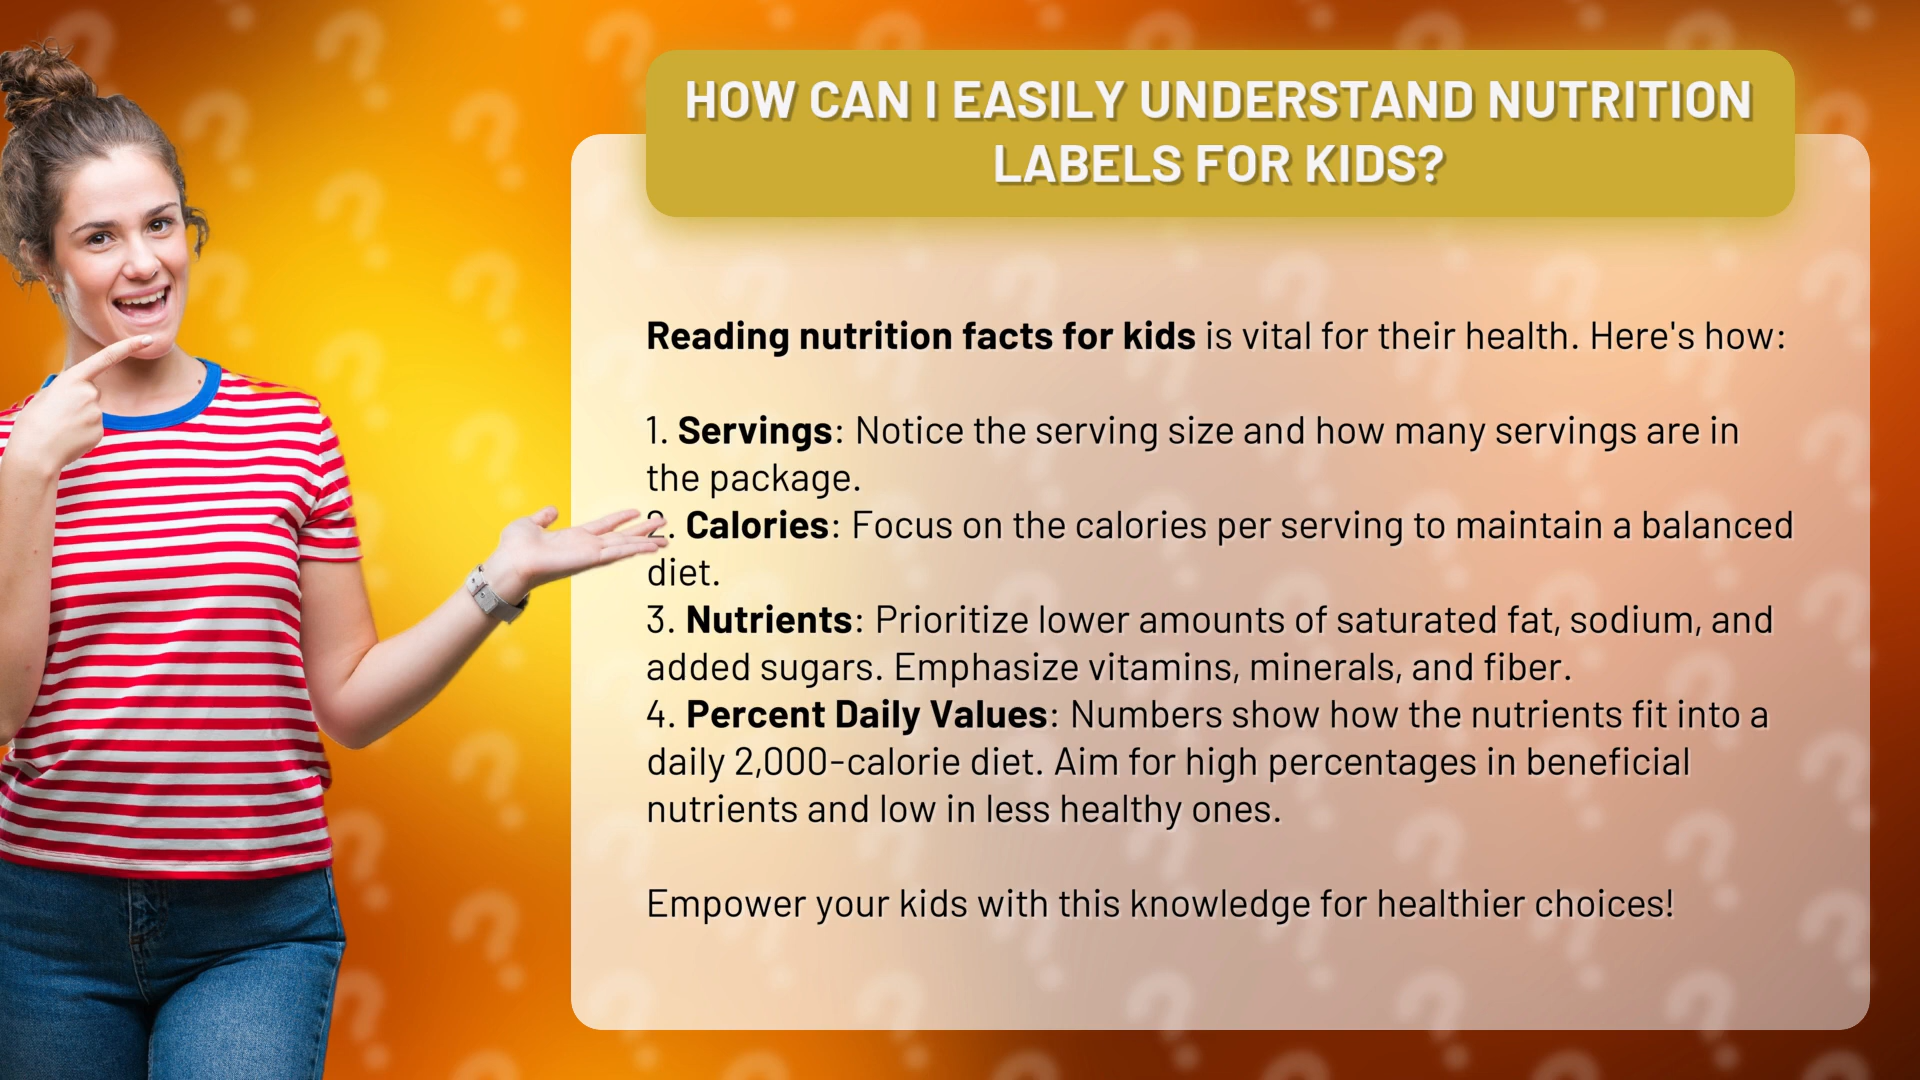 HOW CAN I EASILY UNDERSTAND NUTRITION
LABELS FOR KIDS?
Reading nutrition facts for kids is vital for their health. Here's how:
1. Servings: Notice the serving size and how many servings are in
the package.
2. Calories: Focus on the calories per serving to maintain a balanced
diet.
3. Nutrients: Prioritize lower amounts of saturated fat, sodium, and
added sugars. Emphasize vitamins, minerals, and fiber.
4. Percent Daily Values: Numbers show how the nutrients fit into a
daily 2,000-calorie diet. Aim for high percentages in beneficial
nutrients and low in less healthy ones.
Empower your kids with this knowledge for healthier choices!